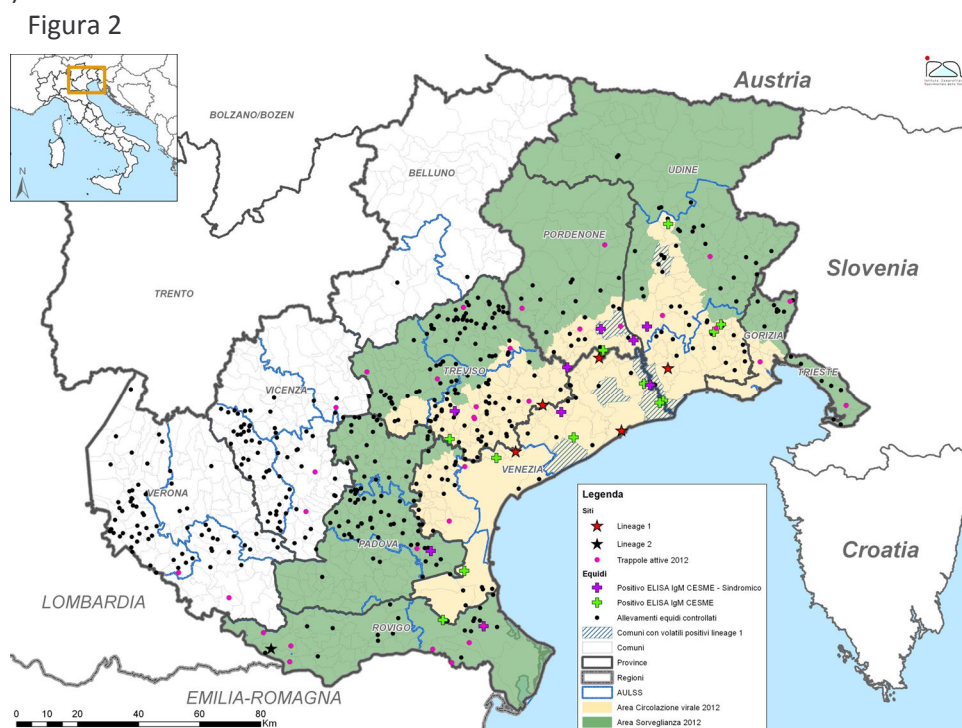 Figura 2
Austria
BOLZANO/BOZEN
BELLUNO
UDINE
PORDENONE
Slovenia
TRENTO
N
GORIZIA
TREVISO
TRIESTE
VICENZA
VENEZIA
VERONA
PADOVA
Croatia
LOMBARDIA
ROVIGO
EMILIA-ROMAGNA
0 10 20 40 60 80
Km
Legenda
Siti
Lineage 1
Lineage 2
Trappole attive 2012
Equidi
Positivo ELISA IgM CESME - Sindromico
Positivo ELISA IgM CESME
Allevamenti equidi controllati
Comuni con volatili positivi lineage 1
Comuni
Province
Regioni
AULSS
Area Circolazione virale 2012
Area Sorveglianza 2012